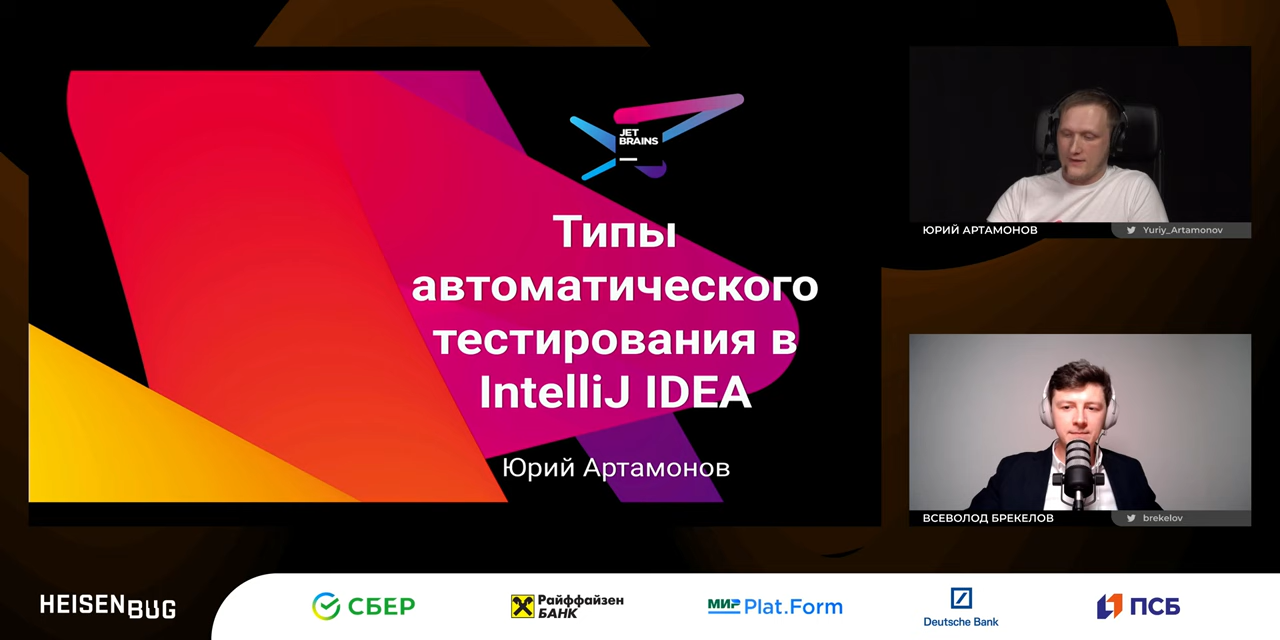 JET
BRAINS
Типы
автоматического
тестирования в
IntelliJ IDEA
Юрий Артамонов
ЮРИЙ АРТАМОНОВ
Yuriy_Artamonov
ВСЕВОЛОД БРЕКЕЛОВ
brekelov
HEISENBUG
СБЕР
Райффайзен
БАНК
МИР Plat.Form
Deutsche Bank
ПСБ